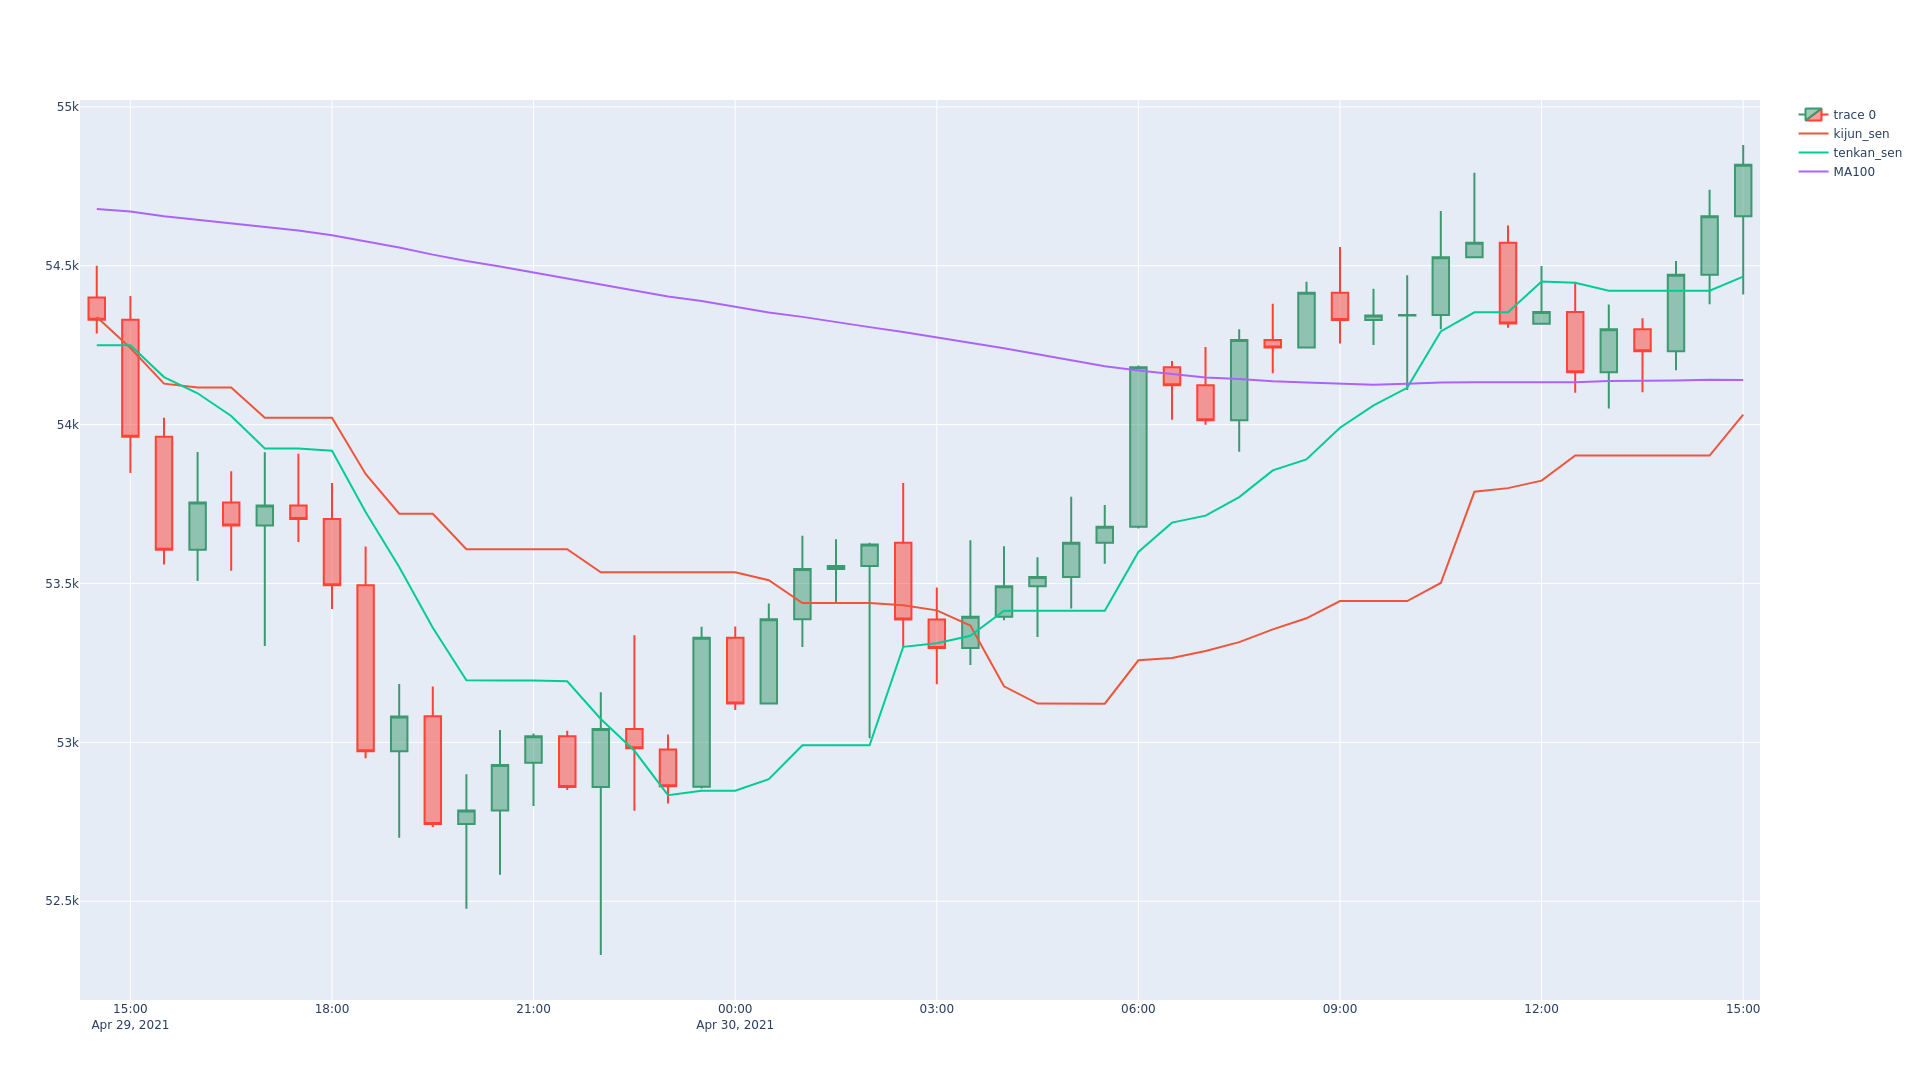 55k
54.5k
54k
53.5k
53k
52.5k
15:00
Apr 29, 2021
18:00
21:00
00:00
Apr 30, 2021
03:00
06:00
09:00
12:00
15:00
trace 0
kijun_sen
tenkan_sen
MA100